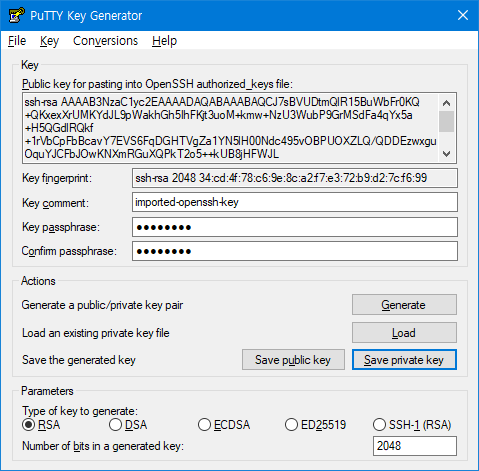 PuTTY Key Generator
File Key Conversions Help
Key
Public key for pasting into OpenSSH authorized_keys file:
ssh-rsa AAAAB3NzaC1yc2EAAAADAQABAAABAQCJ7sBVUDtmQlR15BuWbFr0KQ
+QKxexXrUMKYdJL9pWakhGh5lhFKjt3uoM+kmw+NzU3WubP9GrMSdFa4qYx5a
+H5QGdlRQkf
+1rVbCpFbBcavY7EVS6FqDGHTVgZa1YN5lH00Ndc495vOBPUOXZLQ/QDDEzwxgu
OquYJCFbJOwKNXmRGuXQPkT2o5++kUB8jHFWJL
Key fingerprint: ssh-rsa 2048 34:cd:4f:78:c6:9e:8c:a2:f7:e3:72:b9:d2:7c:f6:99
Key comment: imported-openssh-key
Key passphrase: ●●●●●●●●
Confirm passphrase: ●●●●●●●●
Actions
Generate a public/private key pair Generate
Load an existing private key file Load
Save the generated key Save public key Save private key
Parameters
Type of key to generate:
RSA DSA ECDSA ED25519 SSH-1 (RSA)
Number of bits in a generated key: 2048